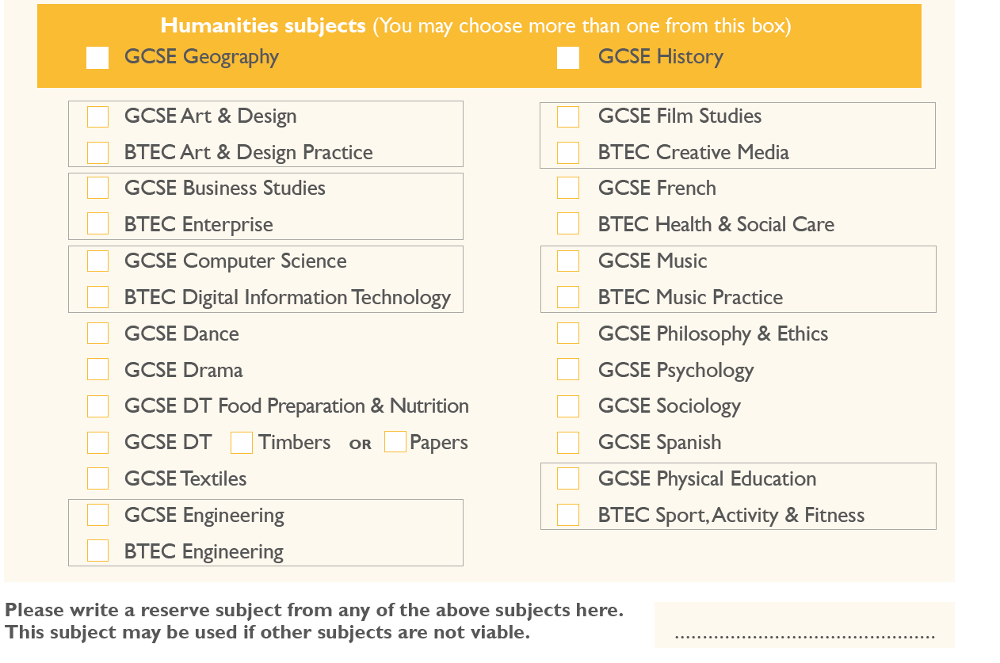 Humanities subjects (You may choose more than one from this box)
GCSE Geography
GCSE History
GCSE Art & Design
BTEC Art & Design Practice
GCSE Business Studies
BTEC Enterprise
GCSE Computer Science
BTEC Digital Information Technology
GCSE Dance
GCSE Drama
GCSE DT Food Preparation & Nutrition
GCSE DT Timbers OR Papers
GCSE Textiles
GCSE Engineering
BTEC Engineering
GCSE Film Studies
BTEC Creative Media
GCSE French
BTEC Health & Social Care
GCSE Music
BTEC Music Practice
GCSE Philosophy & Ethics
GCSE Psychology
GCSE Sociology
GCSE Spanish
GCSE Physical Education
BTEC Sport, Activity & Fitness
Please write a reserve subject from any of the above subjects here.
This subject may be used if other subjects are not viable.